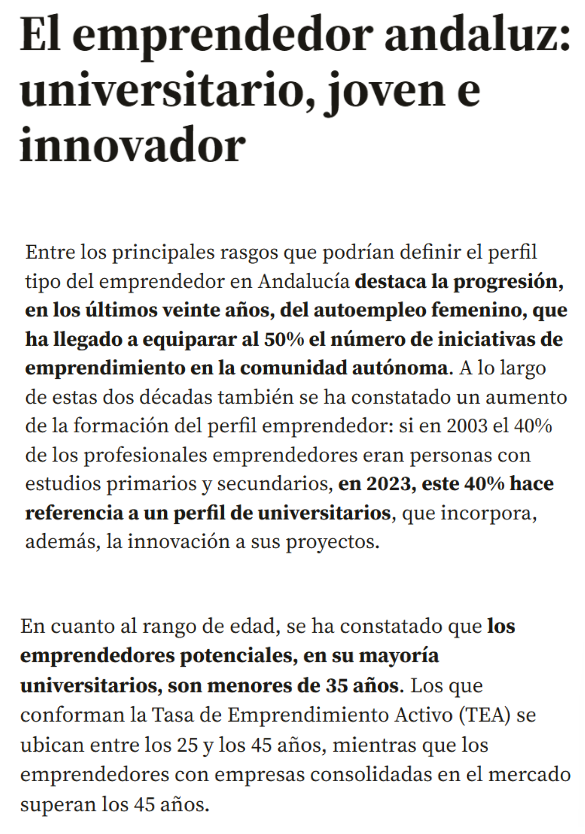 El emprendedor andaluz:
universitario, joven e
innovador
Entre los principales rasgos que podrían definir el perfil
tipo del emprendedor en Andalucía destaca la progresión,
en los últimos veinte años, del autoempleo femenino, que
ha llegado a equiparar al 50% el número de iniciativas de
emprendimiento en la comunidad autónoma. A lo largo
de estas dos décadas también se ha constatado un aumento
de la formación del perfil emprendedor: si en 2003 el 40%
de los profesionales emprendedores eran personas con
estudios primarios y secundarios, en 2023, este 40% hace
referencia a un perfil de universitarios, que incorpora,
además, la innovación a sus proyectos.
En cuanto al rango de edad, se ha constatado que los
emprendedores potenciales, en su mayoría
universitarios, son menores de 35 años. Los que
conforman la Tasa de Emprendimiento Activo (TEA) se
ubican entre los 25 y los 45 años, mientras que los
emprendedores con empresas consolidadas en el mercado
superan los 45 años.